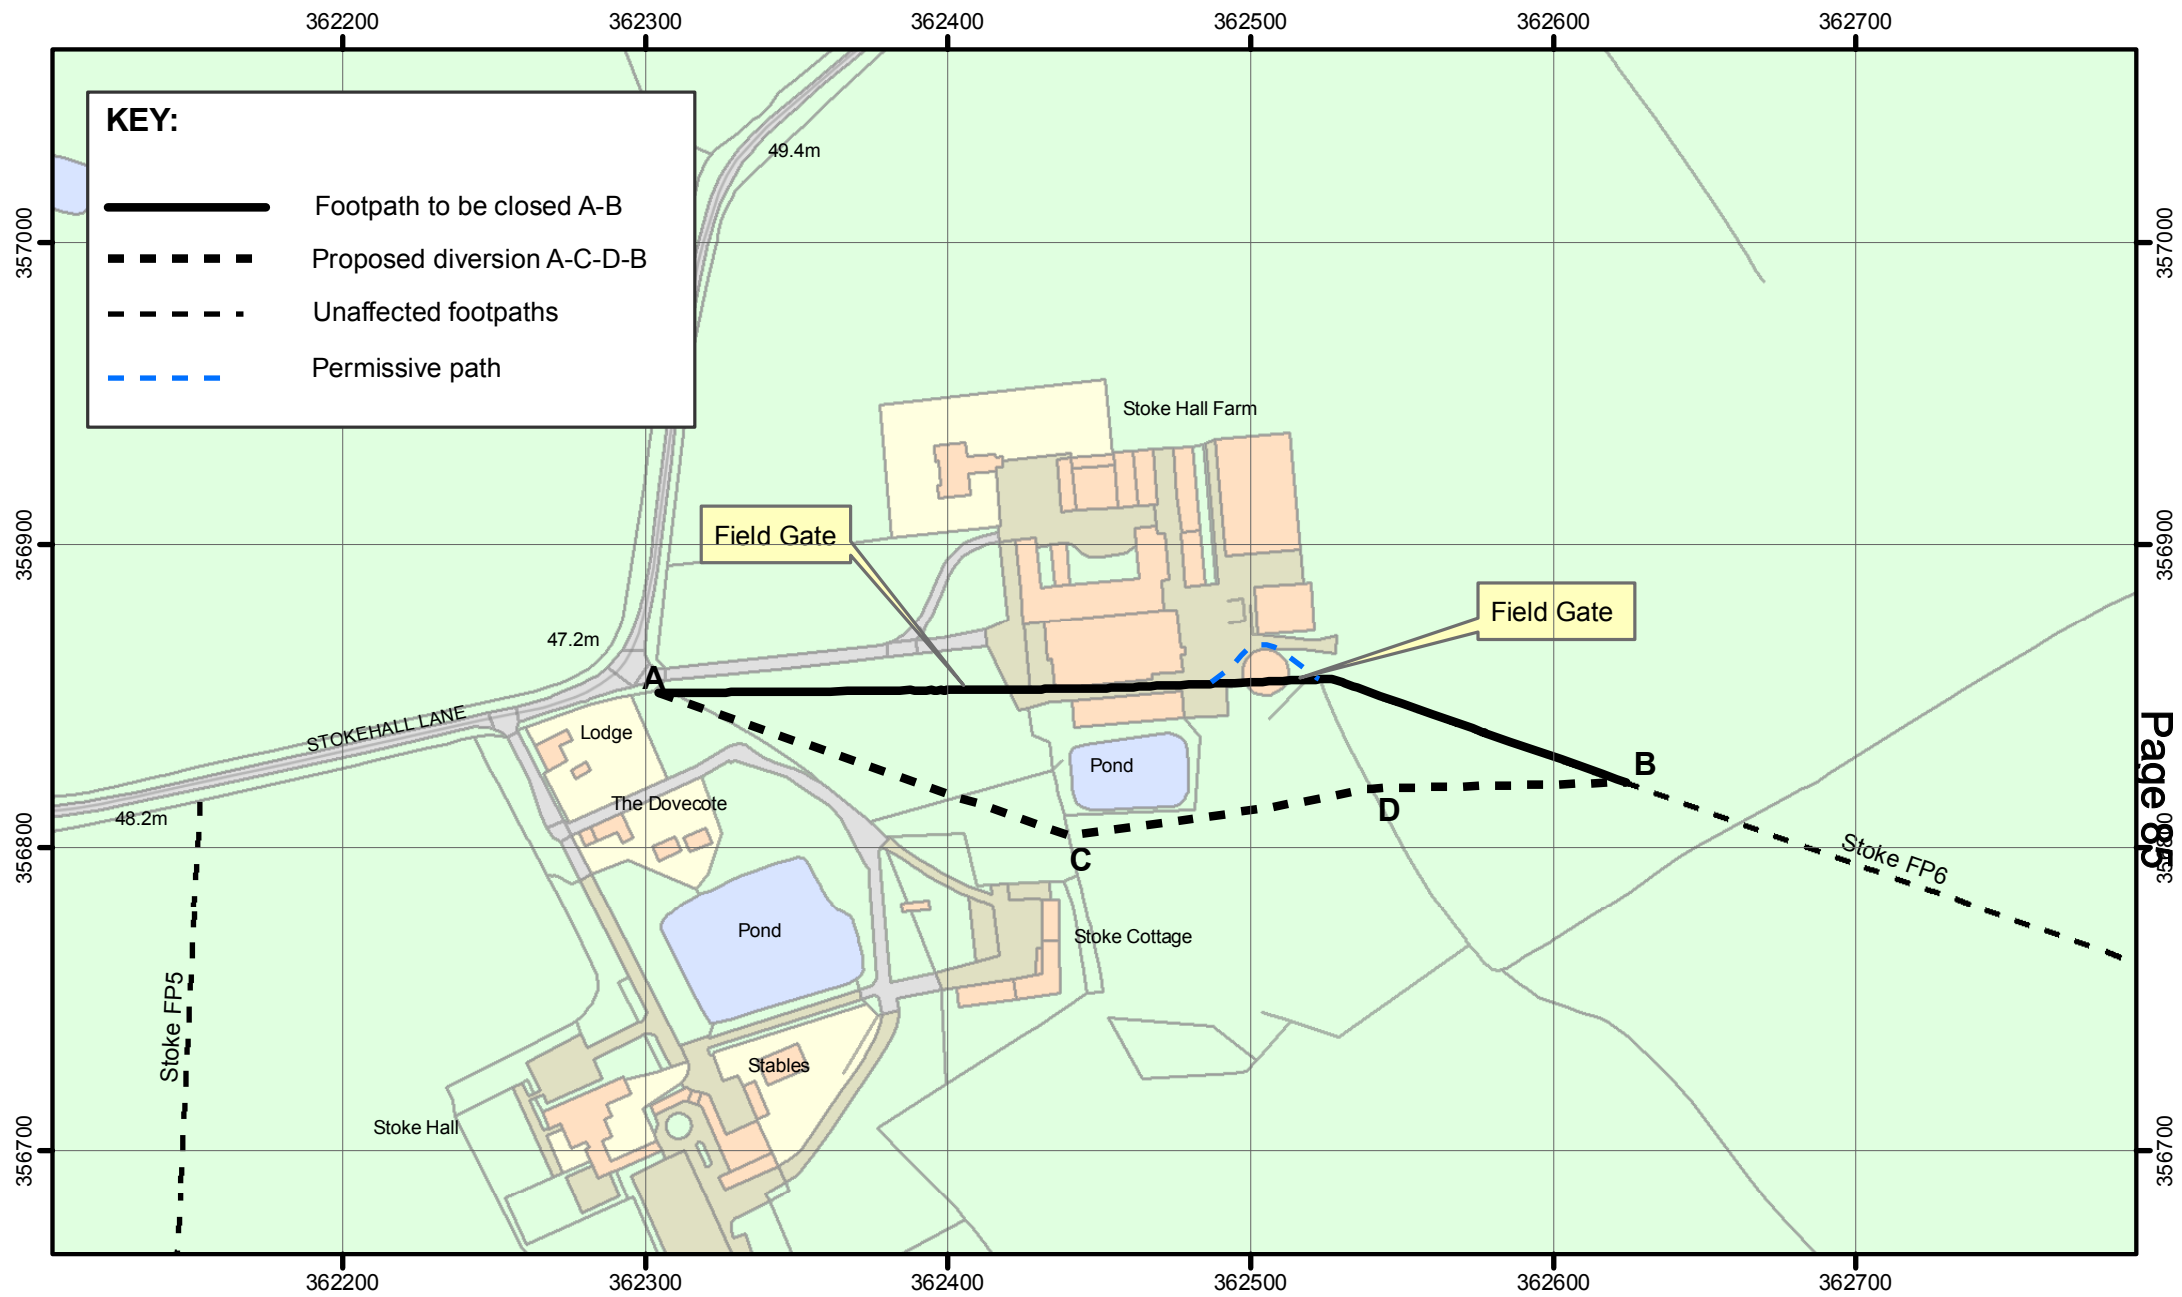 362200
362300
362400
362500
362600
362700
KEY:
Footpath to be closed A-B
Proposed diversion A-C-D-B
Unaffected footpaths
Permissive path
49.4m
357000
357000
Stoke Hall Farm
Field Gate
356900
356900
Field Gate
47.2m
A
STOKEHALL LANE
Lodge
Pond
B
Page 85
The Dovecote
48.2m
D
356800
356800
C
Stoke FP6
Pond
Stoke Cottage
Stoke FP5
Stables
Stoke Hall
356700
356700
362200
362300
362400
362500
362600
362700